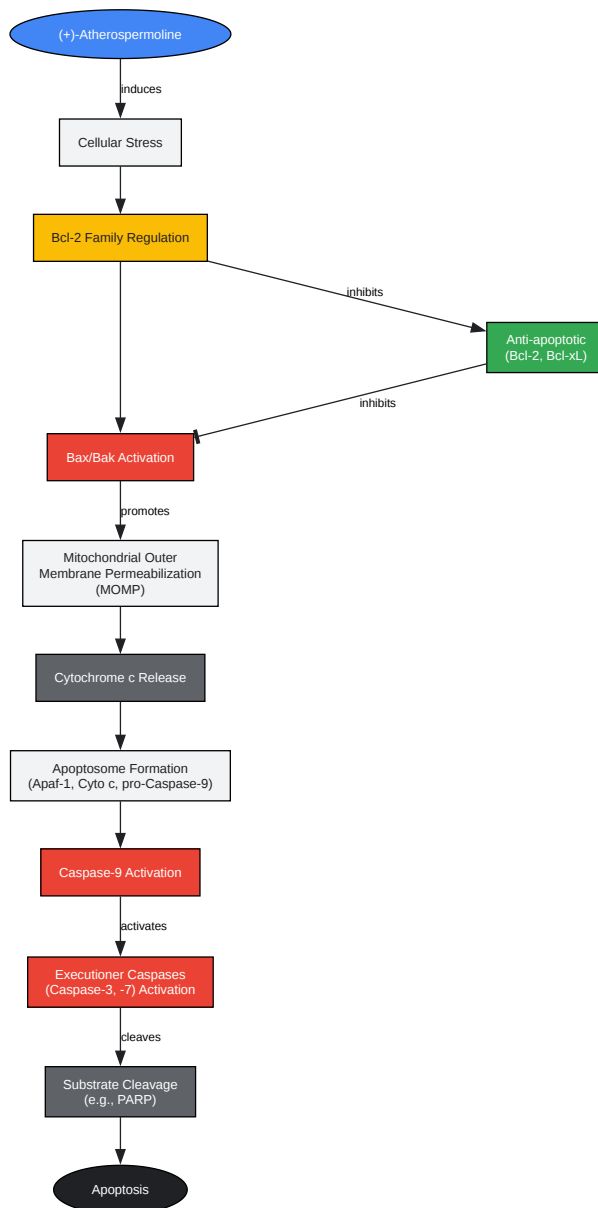 (+)-Atherospermoline
induces
Cellular Stress
Bcl-2 Family Regulation
inhibits
Anti-apoptotic
(Bcl-2, Bcl-xL)
inhibits
Bax/Bak Activation
promotes
Mitochondrial Outer
Membrane Permeabilization
(MOMP)
Cytochrome c Release
Apoptosome Formation
(Apaf-1, Cyto c, pro-Caspase-9)
Caspase-9 Activation
activates
Executioner Caspases
(Caspase-3, -7) Activation
cleaves
Substrate Cleavage
(e.g., PARP)
Apoptosis